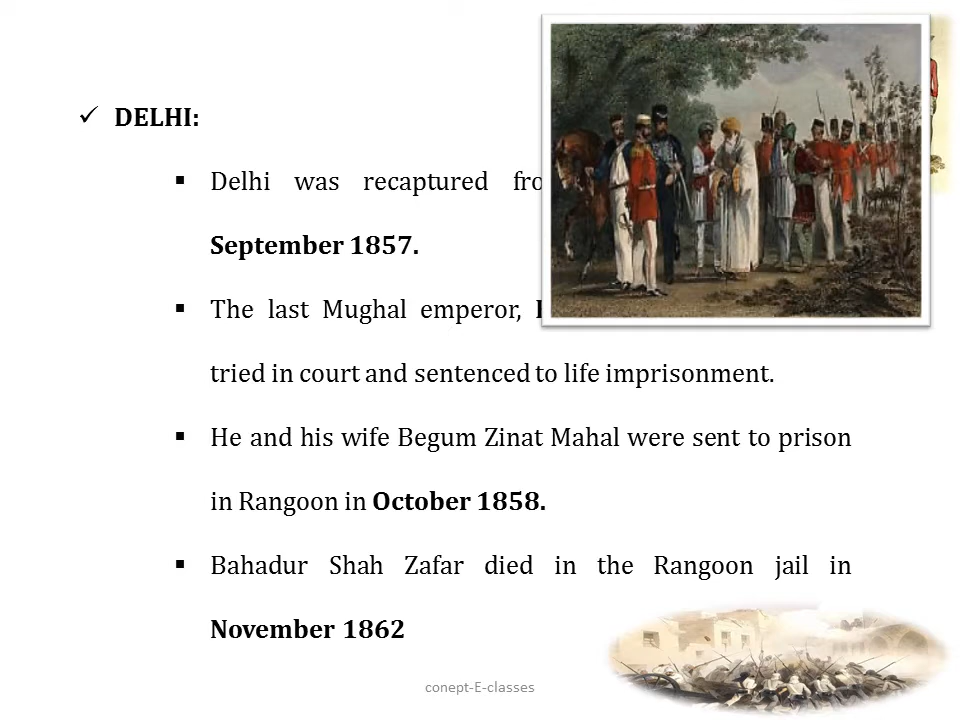 ✓ DELHI:
▪ Delhi was recaptured
September 1857.
▪ The last Mughal emperor,
tried in court and sentenced to life imprisonment.
▪ He and his wife Begum Zinat Mahal were sent to prison
in Rangoon in October 1858.
▪ Bahadur Shah Zafar died in the Rangoon jail in
November 1862
conept-E-classes